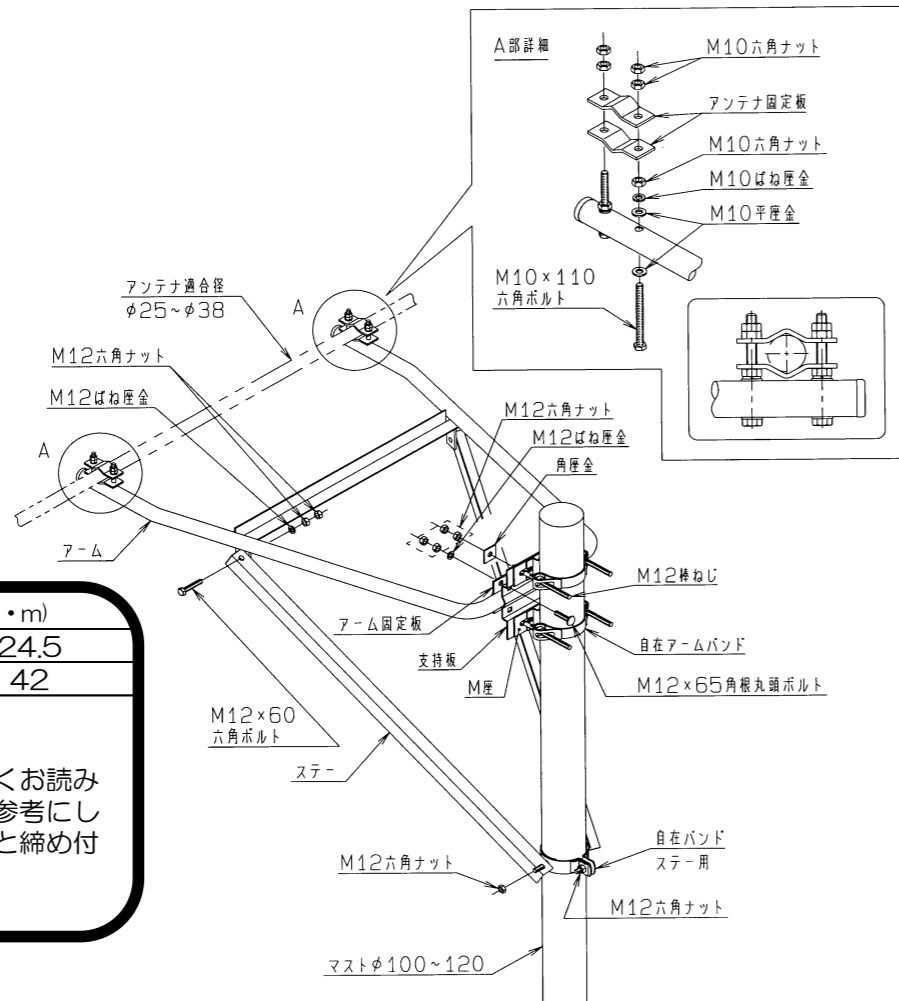 A部詳細
M10六角ナット
アンテナ固定板
M10六角ナット
M10ばね座金
M10平座金
M10×110
六角ボルト
アンテナ適合径
φ25~φ38
A
M12六角ナット
M12ばね座金
A
M12六角ナット
M12ばね座金
角座金
アーム
M12棒ねじ
アーム固定板
支持板
自在アームバンド
M座
M12×65角根丸頭ボルト
・m)
24.5
42
くお読み
参考にし
と締め付
M12×60
六角ボルト
ステー
自在バンド
ステー用
M12六角ナット
M12六角ナット
マストφ100~120